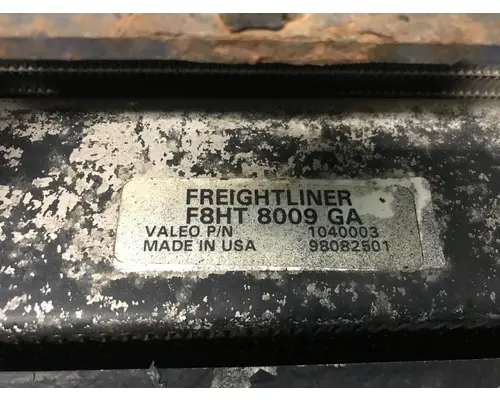 FREIGHTLINER
F8HT 8009 GA
VALEO P/N 1040003
MADE IN USA 98082501